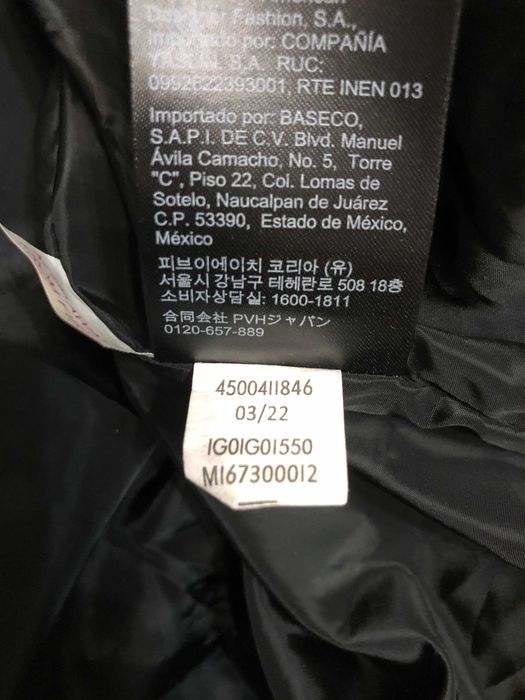 Fashion, S.A.,
Importado por: COMPAÑÍA
S.A. RUC:
0992622393001, RTE INEN 013
Importado por: BASECO,
S.A.P.I. DE C.V. Blvd. Manuel
Ávila Camacho, No. 5, Torre
"C", Piso 22, Col. Lomas de
Sotelo, Naucalpan de Juárez
C.P. 53390, Estado de México,
México
피브이에이치 코리아 (유)
서울시 강남구 테헤란로 508 18층
소비자상담실: 1600-1811
合同会社 PVHジャパン
0120-657-889
4500411846
03/22
1G01G01550
M167300012